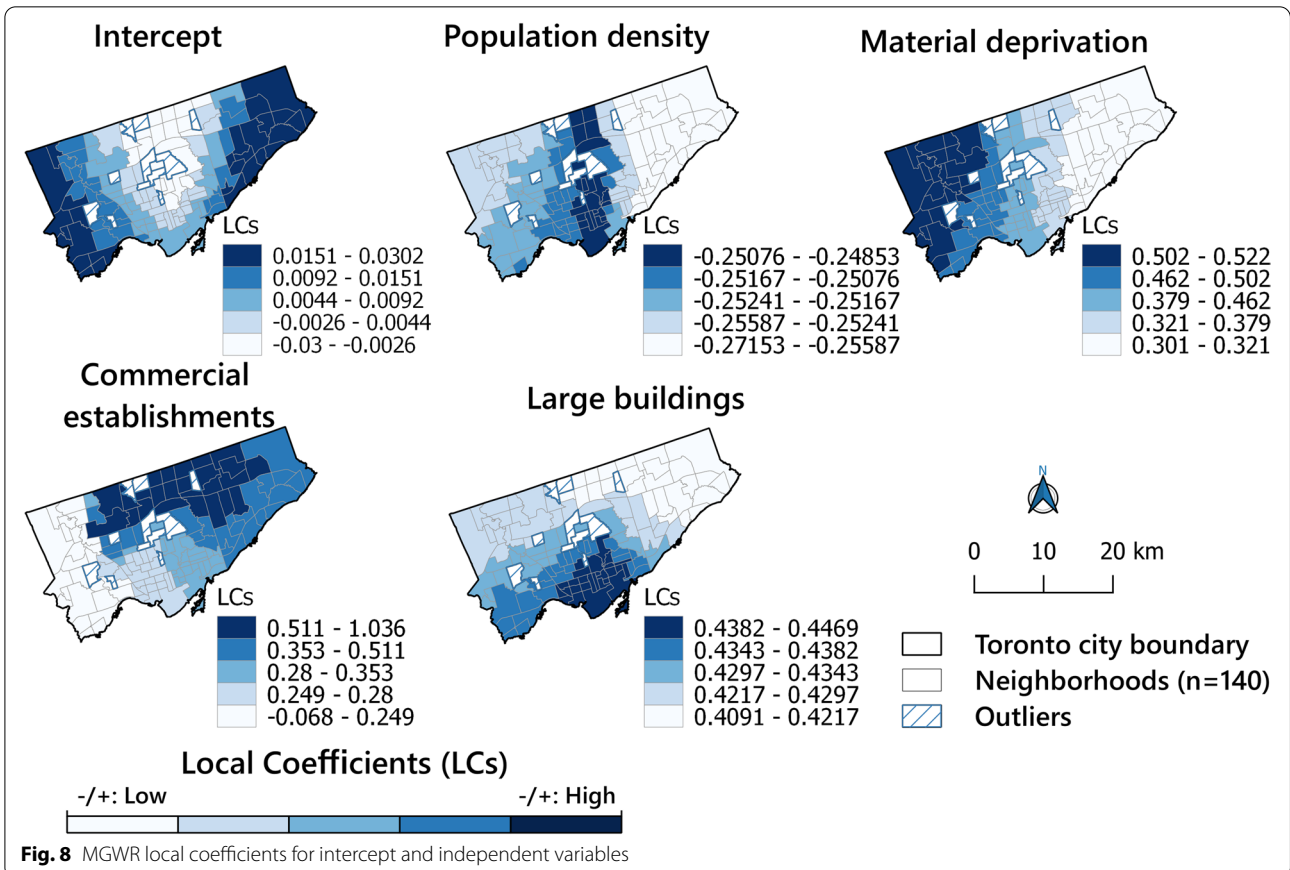 Intercept
Population density
Material deprivation
LCs
0.0151 - 0.0302
0.0092 - 0.0151
0.0044 - 0.0092
-0.0026 - 0.0044
-0.03 - -0.0026
LCs
-0.25076 - -0.24853
-0.25167 - -0.25076
-0.25241 - -0.25167
-0.25587 - -0.25241
-0.27153 - -0.25587
LCs
0.502 - 0.522
0.462 - 0.502
0.379 - 0.462
0.321 - 0.379
0.301 - 0.321
Commercial
establishments
Large buildings
LCs
0.511 - 1.036
0.353 - 0.511
0.28 - 0.353
0.249 - 0.28
-0.068 - 0.249
LCs
0.4382 - 0.4469
0.4343 - 0.4382
0.4297 - 0.4343
0.4217 - 0.4297
0.4091 - 0.4217
N
0 10 20 km
Toronto city boundary
Neighborhoods (n=140)
Outliers
Local Coefficients (LCs)
-/+: Low -/+: High
Fig. 8 MGWR local coefficients for intercept and independent variables